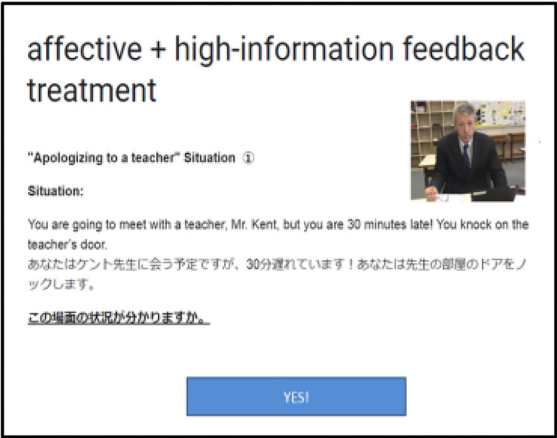 affective + high-information feedback
treatment
"Apologizing to a teacher" Situation ①
Situation:
You are going to meet with a teacher, Mr. Kent, but you are 30 minutes late! You knock on the
teacher's door.
あなたはケント先生に会う予定ですが、30分遅れています！あなたは先生の部屋のドアをノ
ックします。
この場面の状況が分かりますか。
YES!